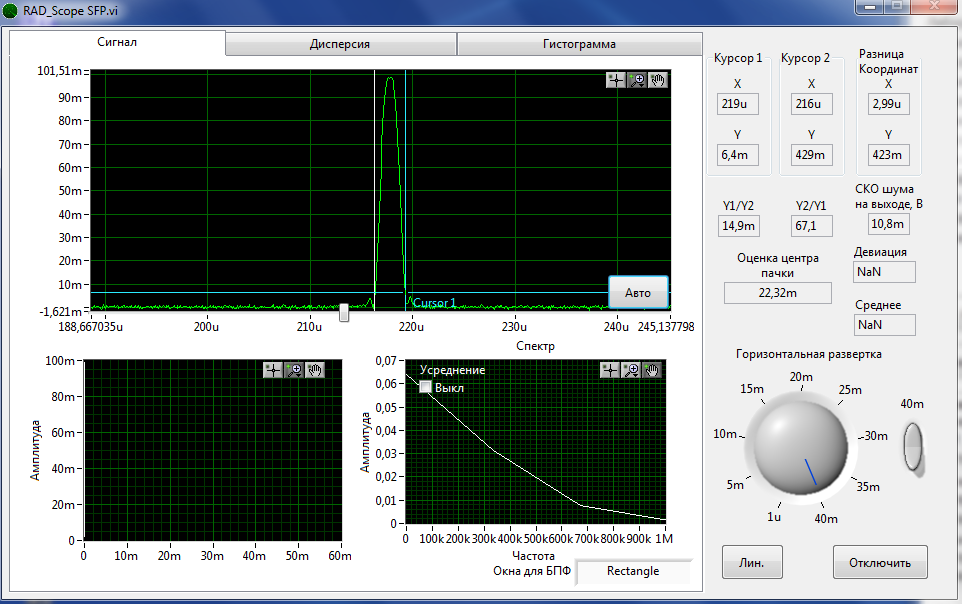 RAD_Scope SFP.vi
Сигнал
Дисперсия
Гистограмма
101,51m
90m
80m
70m
60m
50m
40m
30m
20m
10m
-1,621m
188,667035u 200u 210u 220u 230u 240u 245,137798
Cursor 1
Авто
Курсор 1
X
219u
Y
6,4m
Курсор 2
X
216u
Y
429m
Разница
Координат
X
2,99u
Y
423m
Y1/Y2
14,9m
Y2/Y1
67,1
СКО шума
на выходе, В
10,8m
Оценка центра
пачки
22,32m
Девиация
NaN
Среднее
NaN
Амплитуда
100m
80m
60m
40m
20m
0
0 10m 20m 30m 40m 50m 60m
Спектр
Усреднение
Выкл
Амплитуда
0,07
0,06
0,05
0,04
0,03
0,02
0,01
0
0 100k 200k 300k 400k 500k 600k 700k 800k 900k 1M
Частота
Окна для БПФ
Rectangle
Горизонтальная развертка
20m
15m
25m
10m
30m
5m
35m
1u
40m
40m
Лин.
Отключить